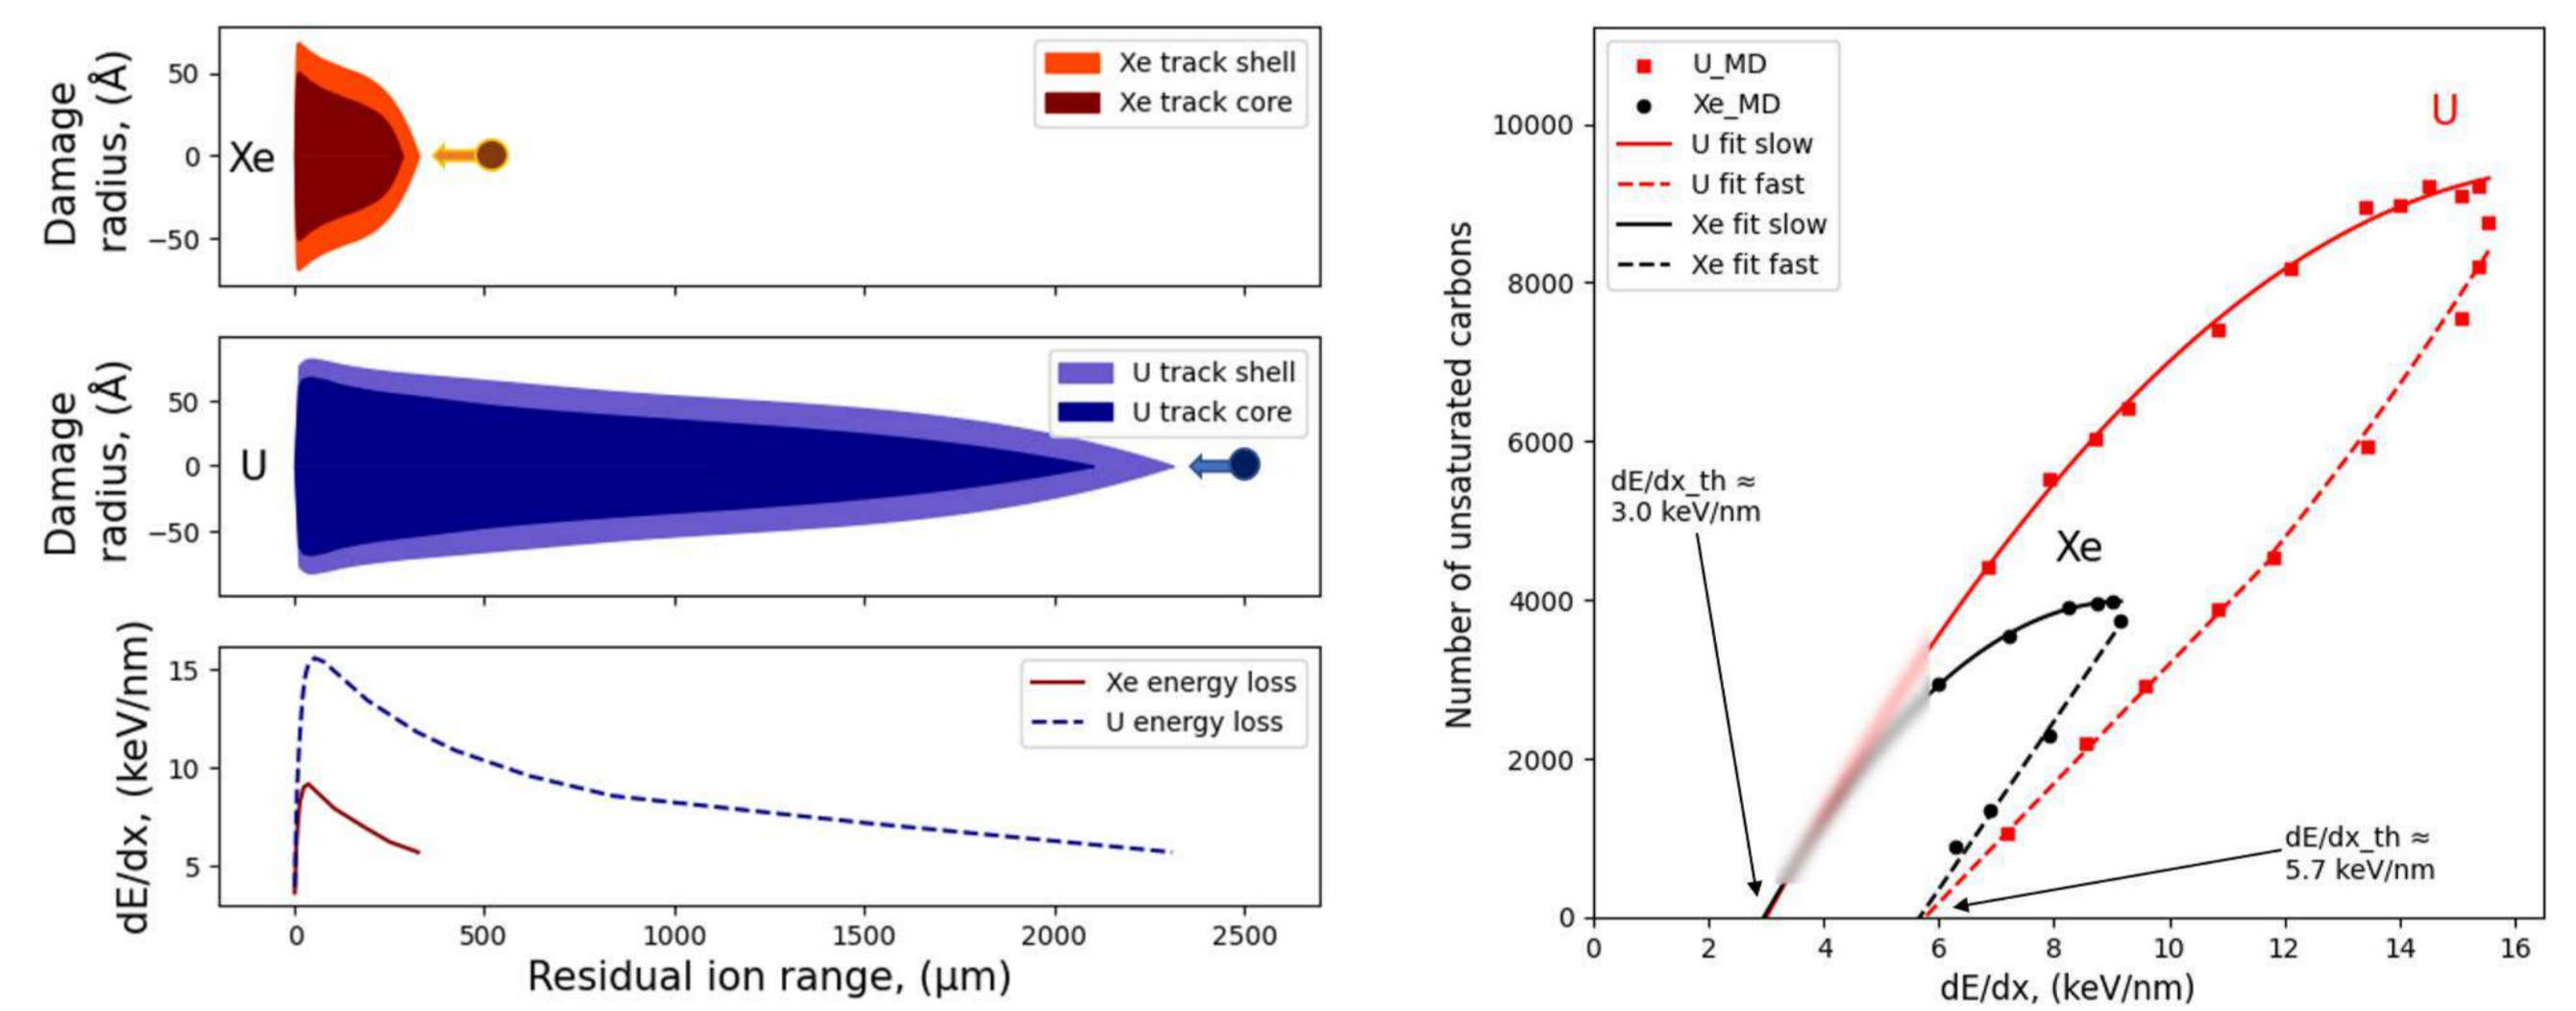 Damage
radius, (Å)
50
0
−50
Xe
Xe track shell
Xe track core
Damage
radius, (Å)
50
0
−50
U
U track shell
U track core
dE/dx, (keV/nm)
15
10
5
Xe energy loss
U energy loss
0
500
1000
1500
2000
2500
Residual ion range, (μm)
Number of unsaturated carbons
10000
8000
6000
4000
2000
0
U_MD
Xe_MD
U fit slow
U fit fast
Xe fit slow
Xe fit fast
U
Xe
dE/dx_th ≈
3.0 keV/nm
dE/dx_th ≈
5.7 keV/nm
0
2
4
6
8
10
12
14
16
dE/dx, (keV/nm)